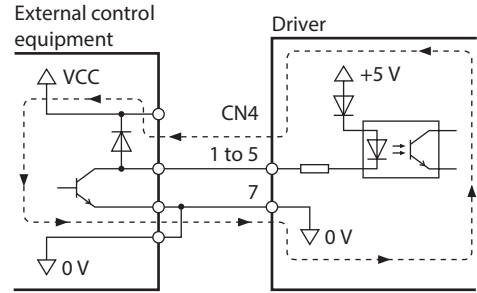 External control
equipment
Driver
VCC
+5 V
CN4
1 to 5
7
0 V
0 V